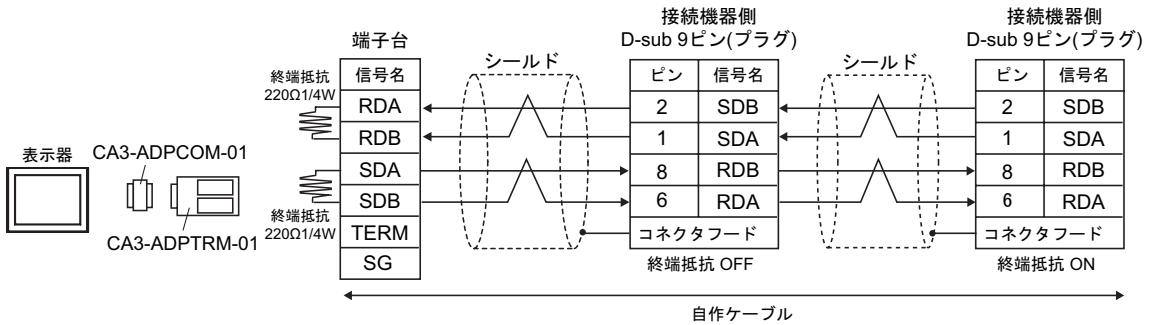 表示器
CA3-ADPCOM-01
CA3-ADPTRM-01
終端抵抗
220Ω1/4W
終端抵抗
220Ω1/4W
端子台
信号名
RDA
RDB
SDA
SDB
TERM
SG
シールド
接続機器側
D-sub 9ピン(プラグ)
ピン 信号名
2 SDB
1 SDA
8 RDB
6 RDA
コネクタフード
終端抵抗 OFF
シールド
接続機器側
D-sub 9ピン(プラグ)
ピン 信号名
2 SDB
1 SDA
8 RDB
6 RDA
コネクタフード
終端抵抗 ON
自作ケーブル